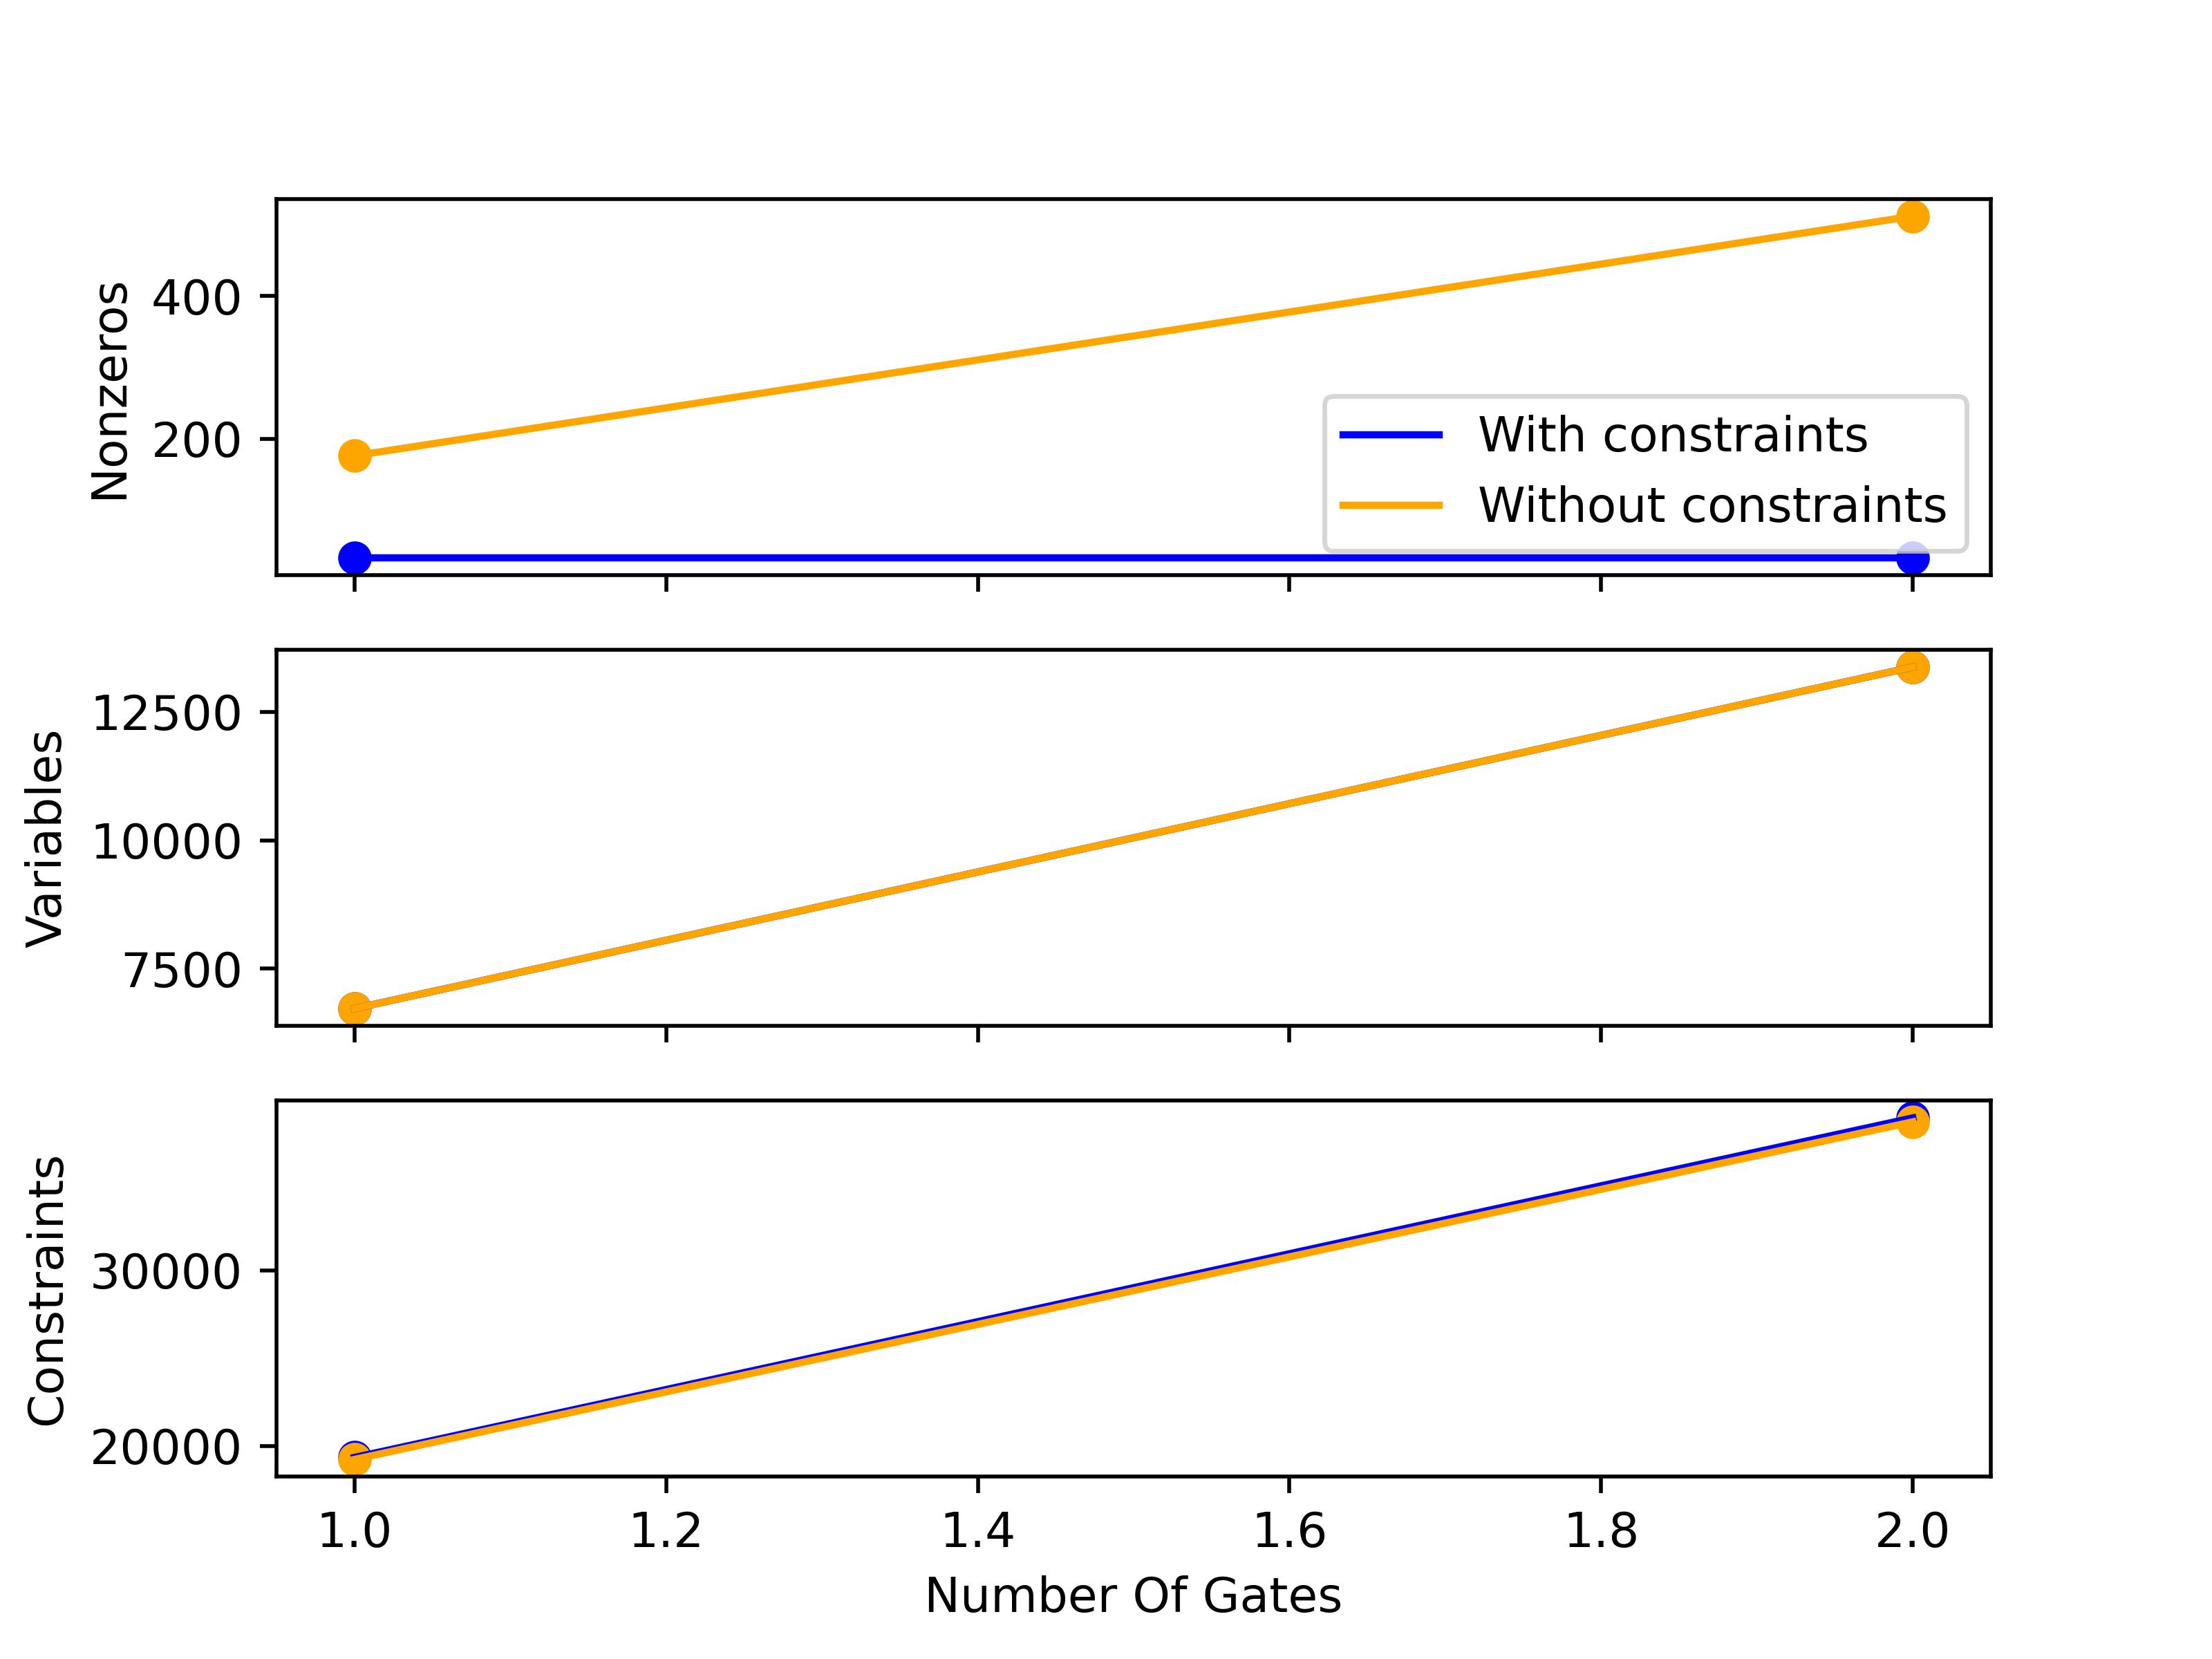 Nonzeros
400
200
With constraints
Without constraints
Variables
12500
10000
7500
Constraints
30000
20000
1.0 1.2 1.4 1.6 1.8 2.0
Number Of Gates